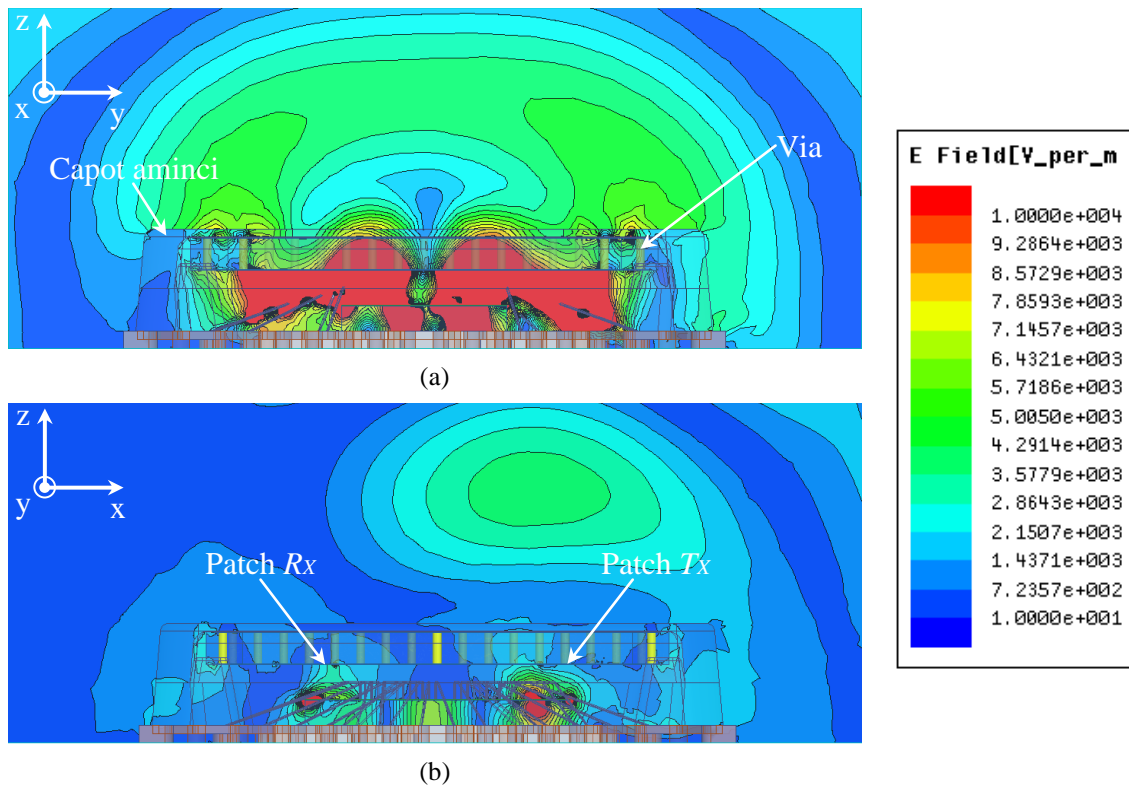 z
x
y
Capot aminci
Via
(a)
z
y
x
Patch Rx
Patch Tx
(b)
E Field[V_per_m
1.0000e+004
9.2864e+003
8.5729e+003
7.8593e+003
7.1457e+003
6.4321e+003
5.7186e+003
5.0050e+003
4.2914e+003
3.5779e+003
2.8643e+003
2.1507e+003
1.4371e+003
7.2357e+002
1.0000e+001